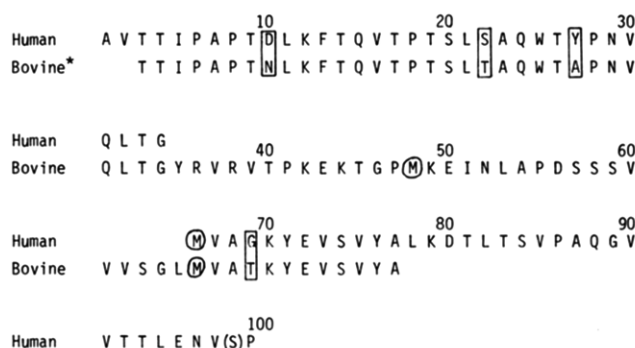 10 20 30
Human A V T T I P A P T D L K F T Q V T P T S L S A Q W T Y P N V
Bovine* T T I P A P T N L K F T Q V T P T S L T A Q W T A P N V
Human Q L T G
40 50 60
Bovine Q L T G Y R V R V T P K E K T G P M K E I N L A P D S S S V
70 80 90
Human M V A G K Y E V S V Y A L K D T L T S V P A Q G V
Bovine V V S G L M V A T K Y E V S V Y A
100
Human V T T L E N V (S) P